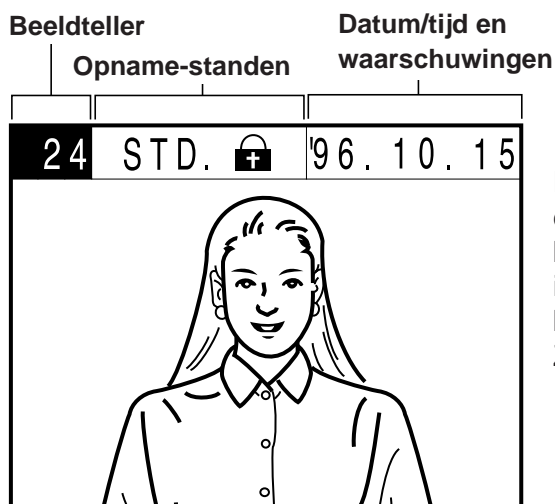 Beeldteller
Opname-standen
Datum/tijd en
waarschuwingen
24 STD. '96.10.15